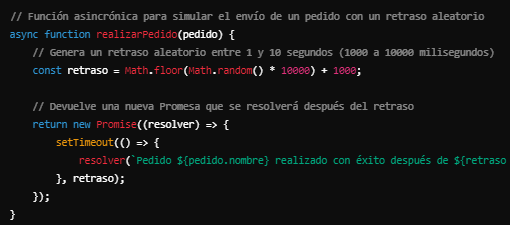 // Función asincrónica para simular el envío de un pedido con un retraso aleatorio
async function realizarPedido(pedido) {
    // Genera un retraso aleatorio entre 1 y 10 segundos (1000 a 10000 milisegundos)
    const retraso = Math.floor(Math.random() * 10000) + 1000;

    // Devuelve una nueva Promesa que se resolverá después del retraso
    return new Promise((resolver) => {
        setTimeout(() => {
            resolver(`Pedido ${pedido.nombre} realizado con éxito después de ${retraso
        }, retraso);
    });
}